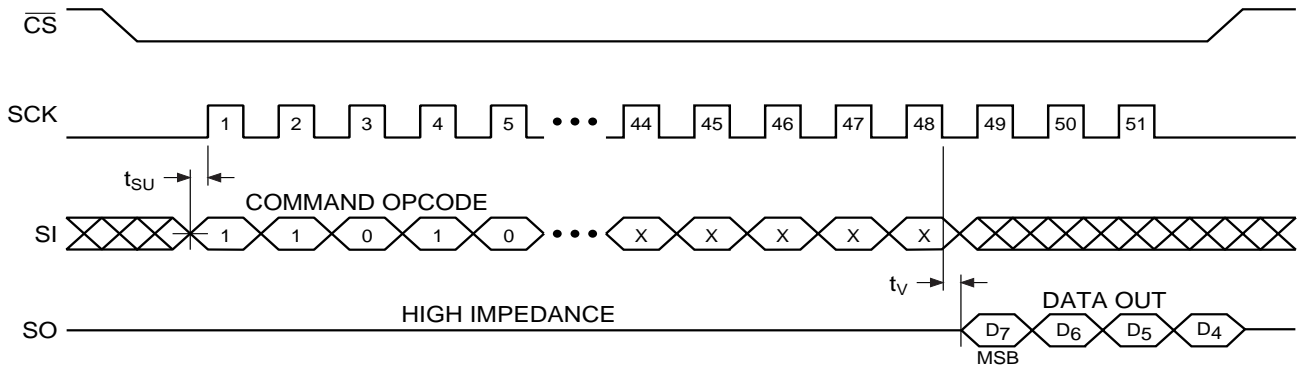 CS
SCK 1 2 3 4 5 ••• 44 45 46 47 48 49 50 51
tSU
COMMAND OPCODE
SI 1 1 0 1 0 ••• X X X X X
tV
HIGH IMPEDANCE
DATA OUT
SO D7 D6 D5 D4
MSB